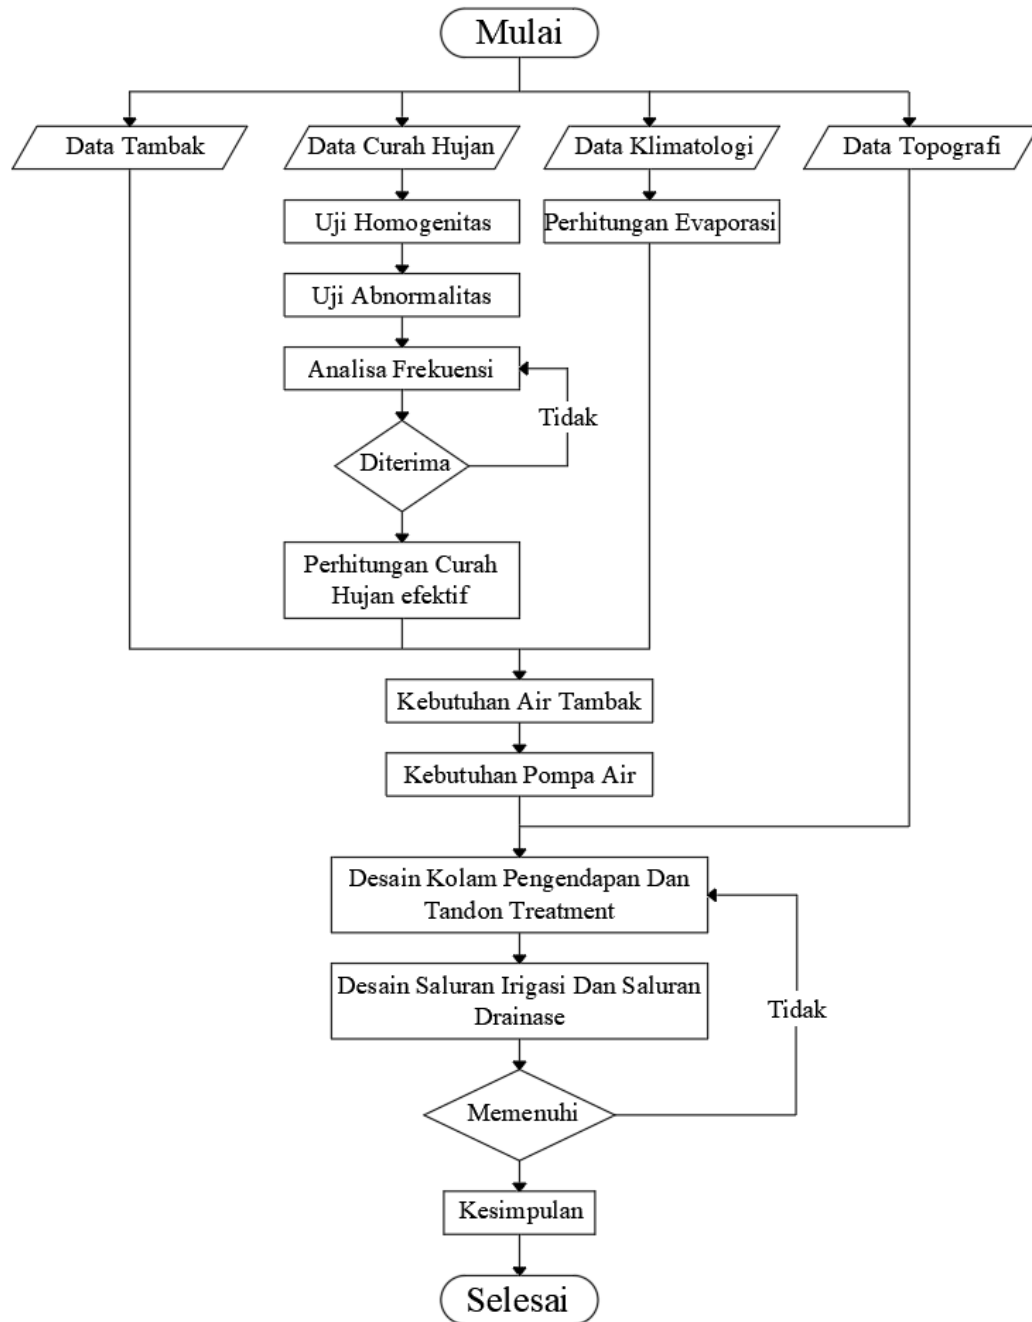 Mulai
Data Tambak
Data Curah Hujan
Data Klimatologi
Data Topografi
Uji Homogenitas
Perhitungan Evaporasi
Uji Abnormalitas
Analisa Frekuensi
Tidak
Diterima
Perhitungan Curah
Hujan efektif
Kebutuhan Air Tambak
Kebutuhan Pompa Air
Desain Kolam Pengendapan Dan
Tandon Treatment
Desain Saluran Irigasi Dan Saluran
Drainase
Tidak
Memenuhi
Kesimpulan
Selesai